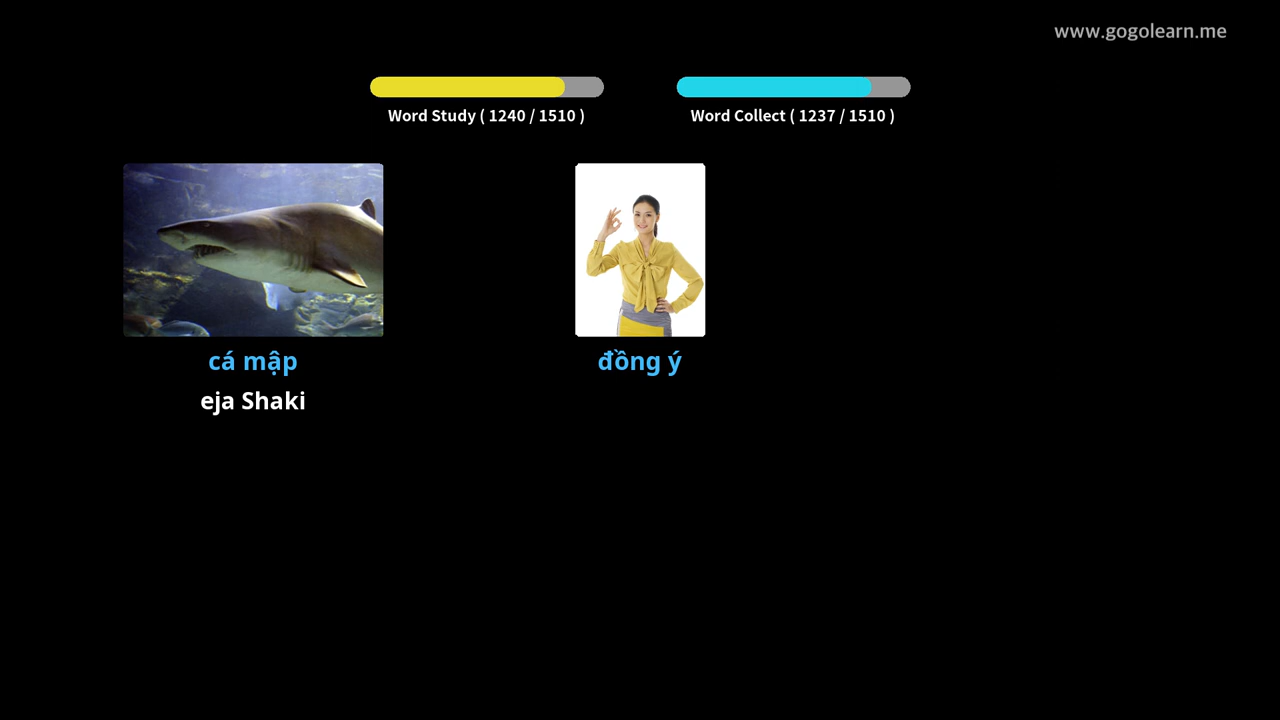 www.gogolearn.me
Word Study ( 1240 / 1510 )
Word Collect ( 1237 / 1510 )
cá mập
đồng ý
eja Shaki